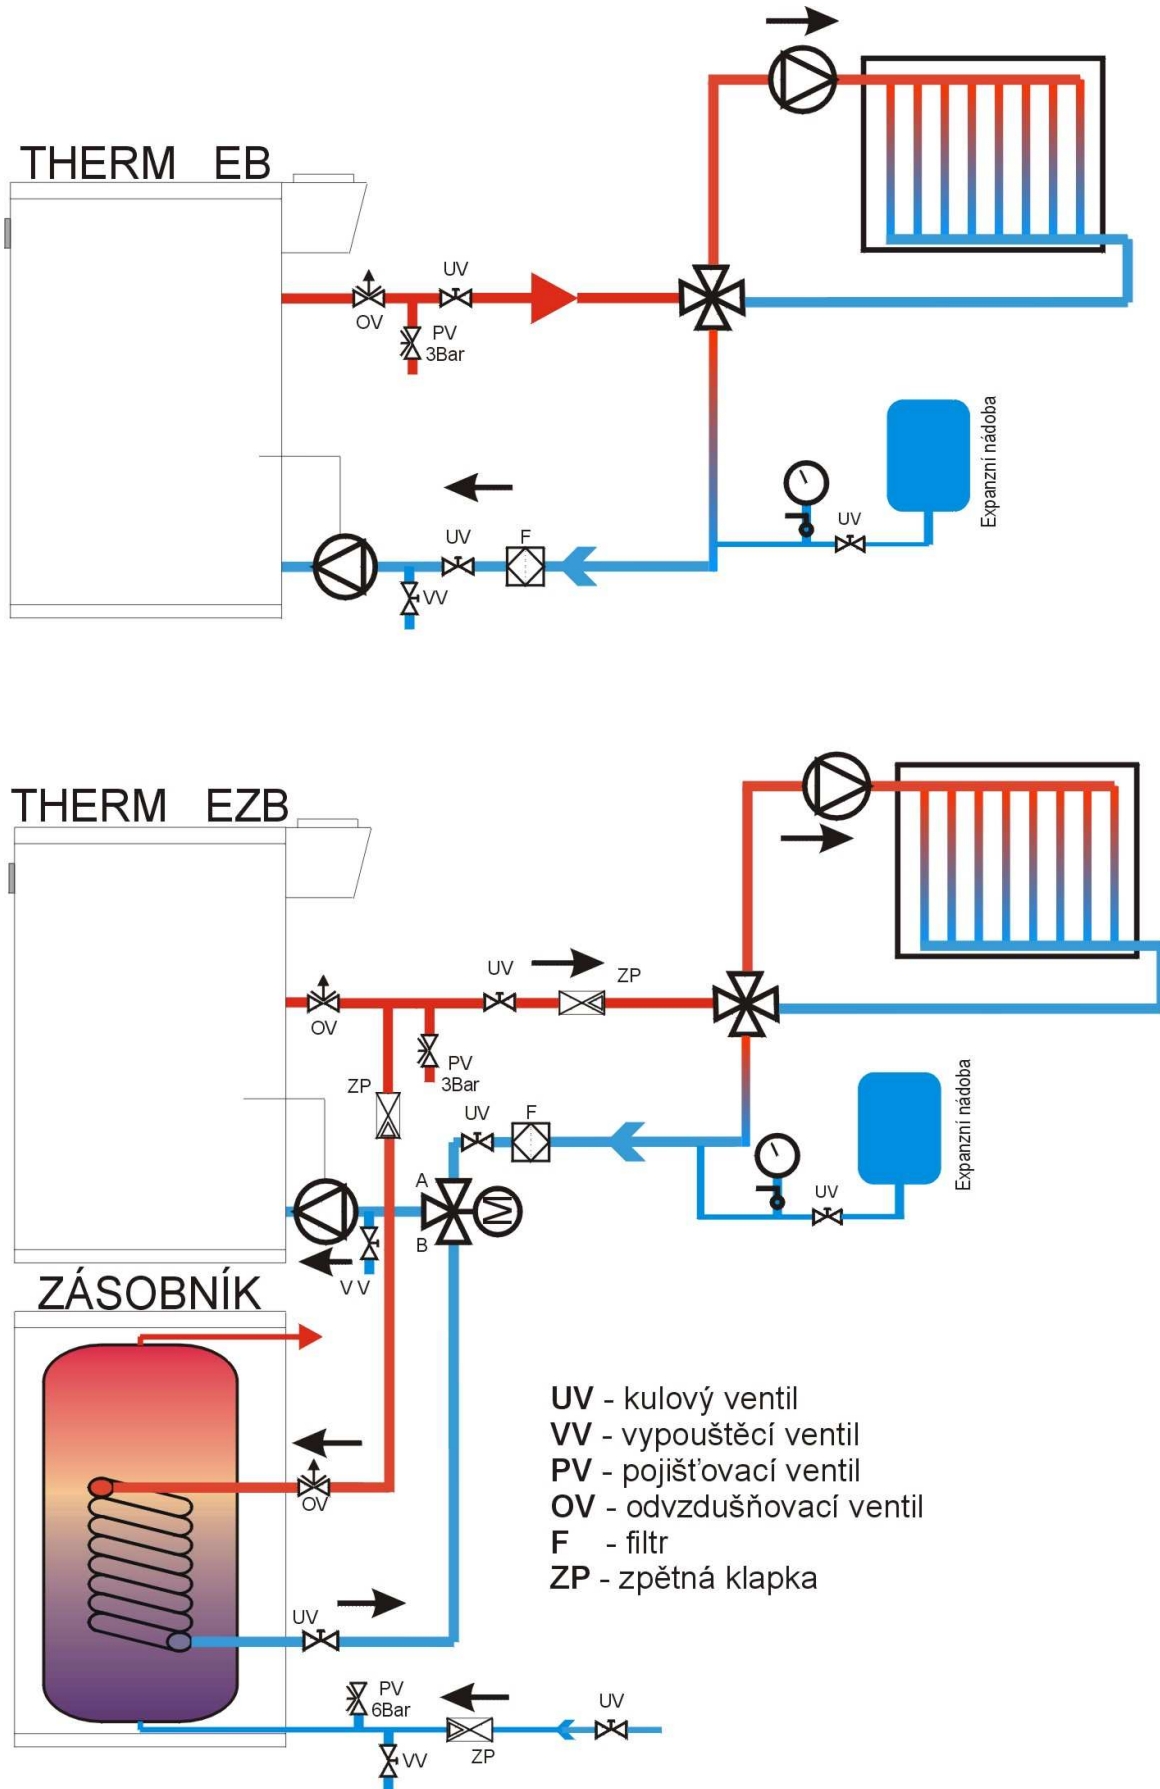 THERM EB
UV
OV
PV
3Bar
Expanzní nádoba
UV
F
UV
VV
THERM EZB
UV
ZP
OV
PV
3Bar
ZP
UV
F
Expanzní nádoba
A
UV
M
B
V V
ZÁSOBNÍK
UV - kulový ventil
VV - vypouštěcí ventil
PV - pojišťovací ventil
OV - odvzdušňovací ventil
F - filtr
ZP - zpětná klapka
OV
UV
PV
6Bar
UV
ZP
VV